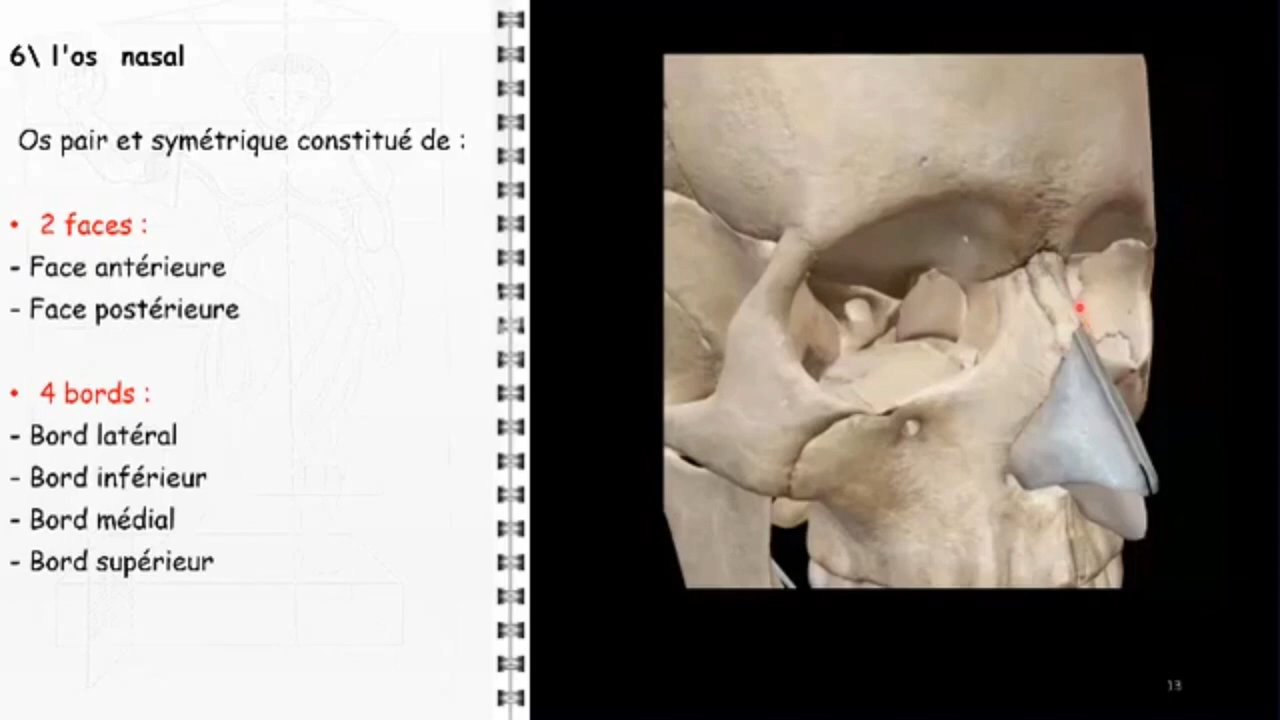 6\ l'os nasal
Os pair et symétrique constitué de :
• 2 faces :
- Face antérieure
- Face postérieure
• 4 bords :
- Bord latéral
- Bord inférieur
- Bord médial
- Bord supérieur
13